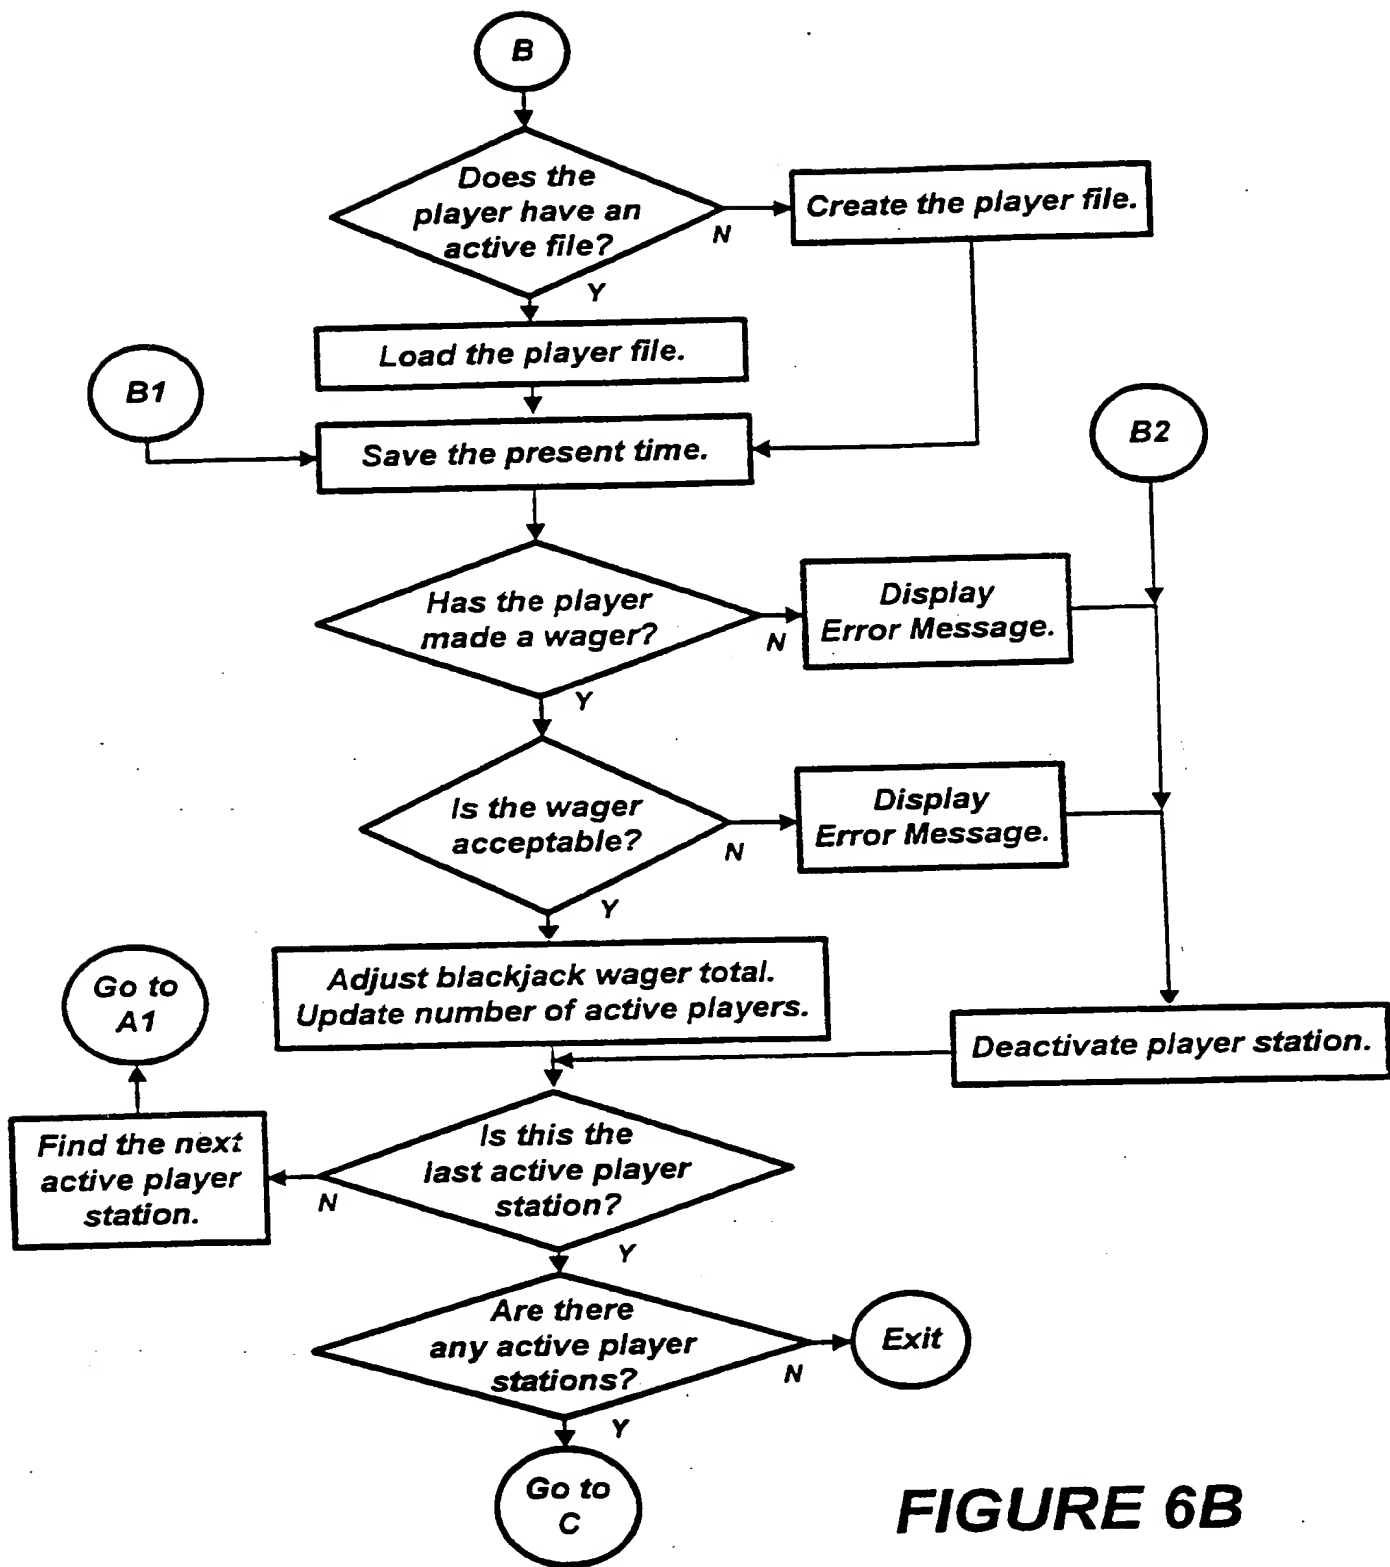 B
Does the
player have an
active file?
N
Create the player file.
Y
Load the player file.
B1
Save the present time.
B2
Has the player
made a wager?
N
Display
Error Message.
Y
Is the wager
acceptable?
N
Display
Error Message.
Y
Go to
A1
Adjust blackjack wager total.
Update number of active players.
Deactivate player station.
Find the next
active player
station.
N
Is this the
last active player
station?
Y
Are there
any active player
stations?
N
Exit
Y
Go to
C
FIGURE 6B